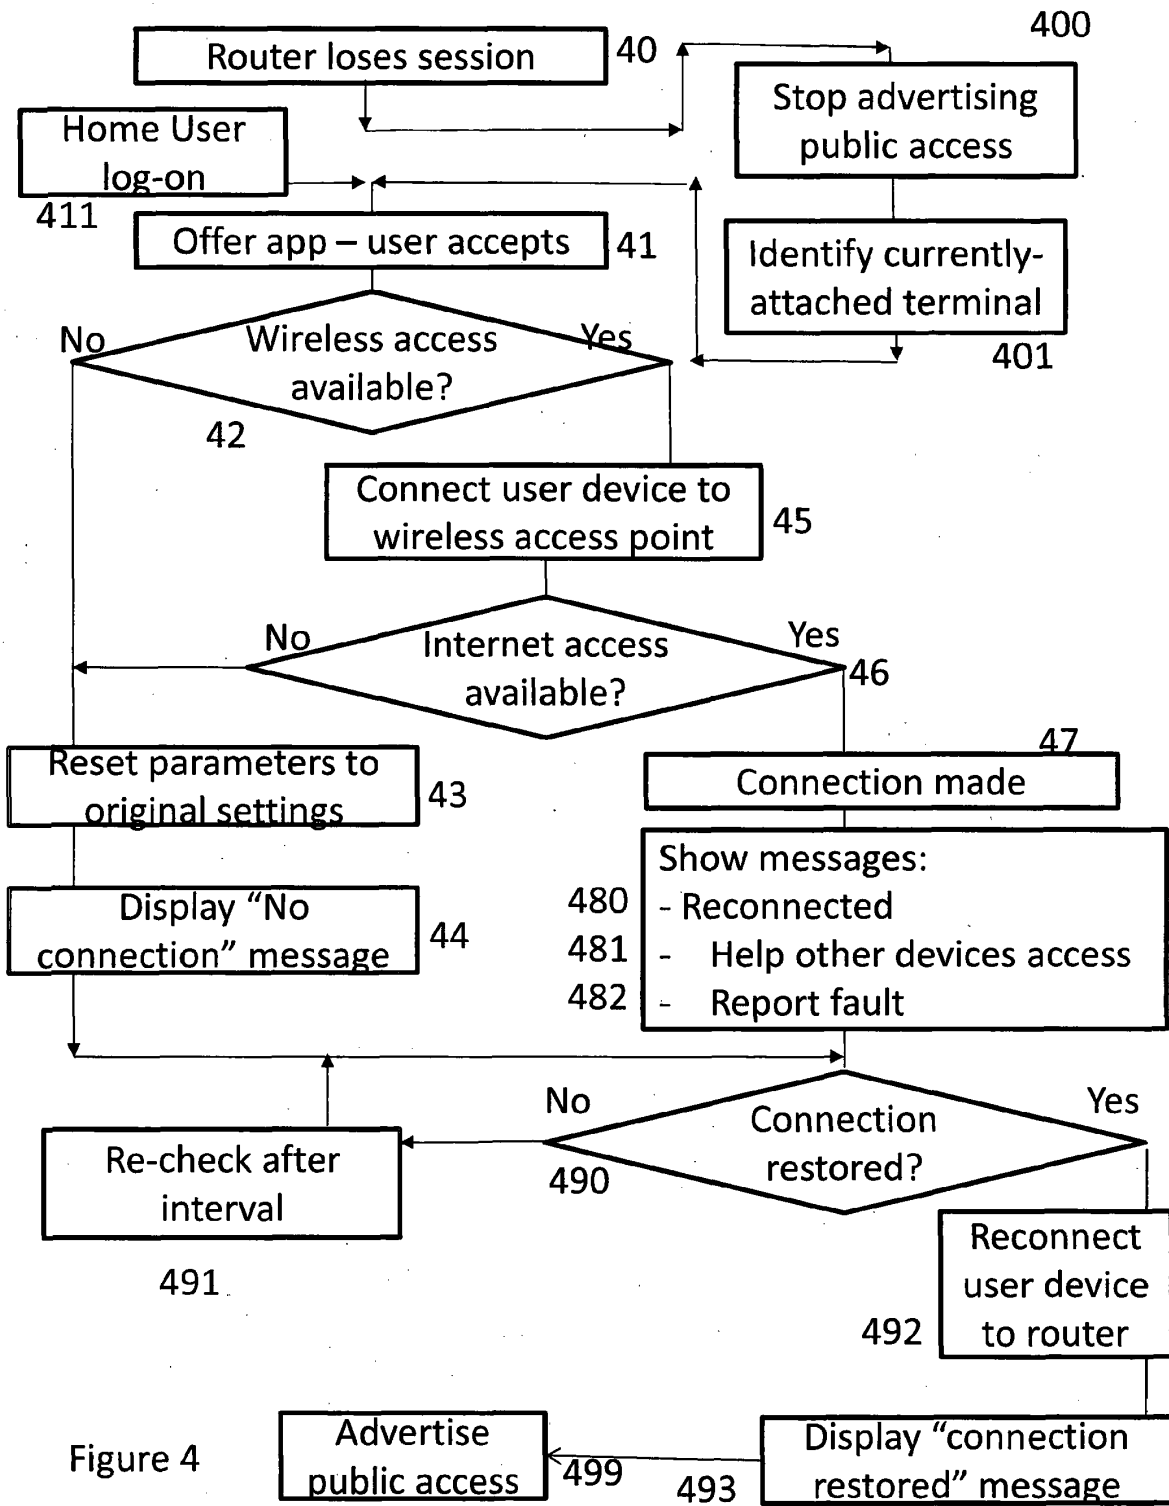 Router loses session
40
400
Stop advertising
public access
Home User
log-on
411
Offer app – user accepts
41
Identify currently-
attached terminal
401
No
Wireless access
available?
Yes
42
Connect user device to
wireless access point
45
No
Internet access
available?
Yes
46
Reset parameters to
original settings
43
47
Connection made
Display “No
connection” message
44
Show messages:
480
- Reconnected
481
- Help other devices access
482
- Report fault
No
Connection
restored?
Yes
490
Re-check after
interval
491
Reconnect
user device
to router
492
Figure 4
Advertise
public access
499
Display “connection
restored” message
493